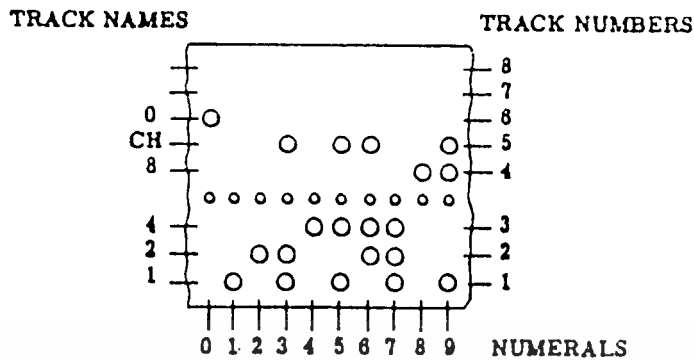 TRACK NAMES
TRACK NUMBERS
8
7
0 6
CH 5
8 4
4 3
2 2
1 1
0 1 2 3 4 5 6 7 8 9 NUMERALS